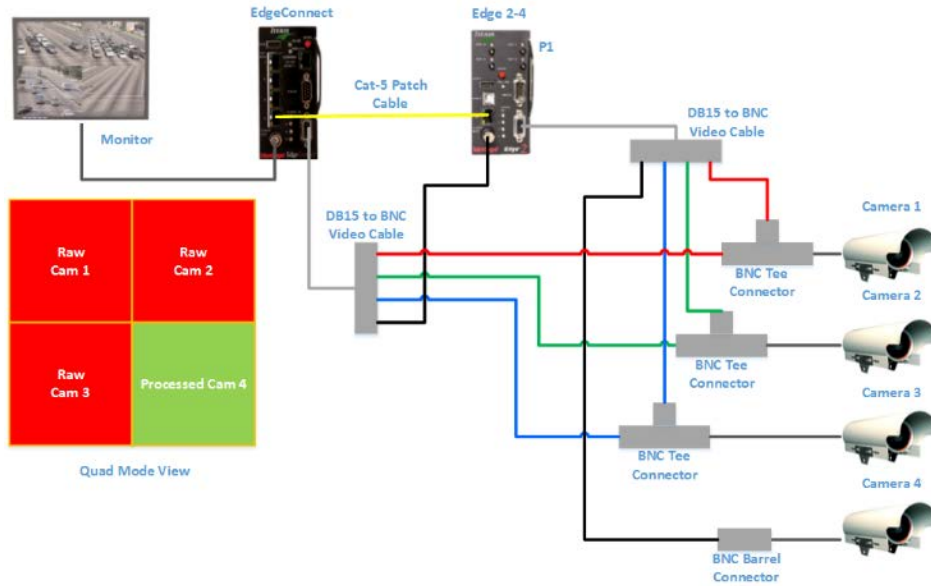 EdgeConnect
Edge 2-4
P1
Cat-5 Patch
Cable
DB15 to BNC
Video Cable
Monitor
DB15 to BNC
Video Cable
Camera 1
Raw
Cam 1
Raw
Cam 2
BNC Tee
Connector
Camera 2
Raw
Cam 3
Processed Cam 4
BNC Tee
Connector
Camera 3
BNC Tee
Connector
Quad Mode View
Camera 4
BNC Barrel
Connector